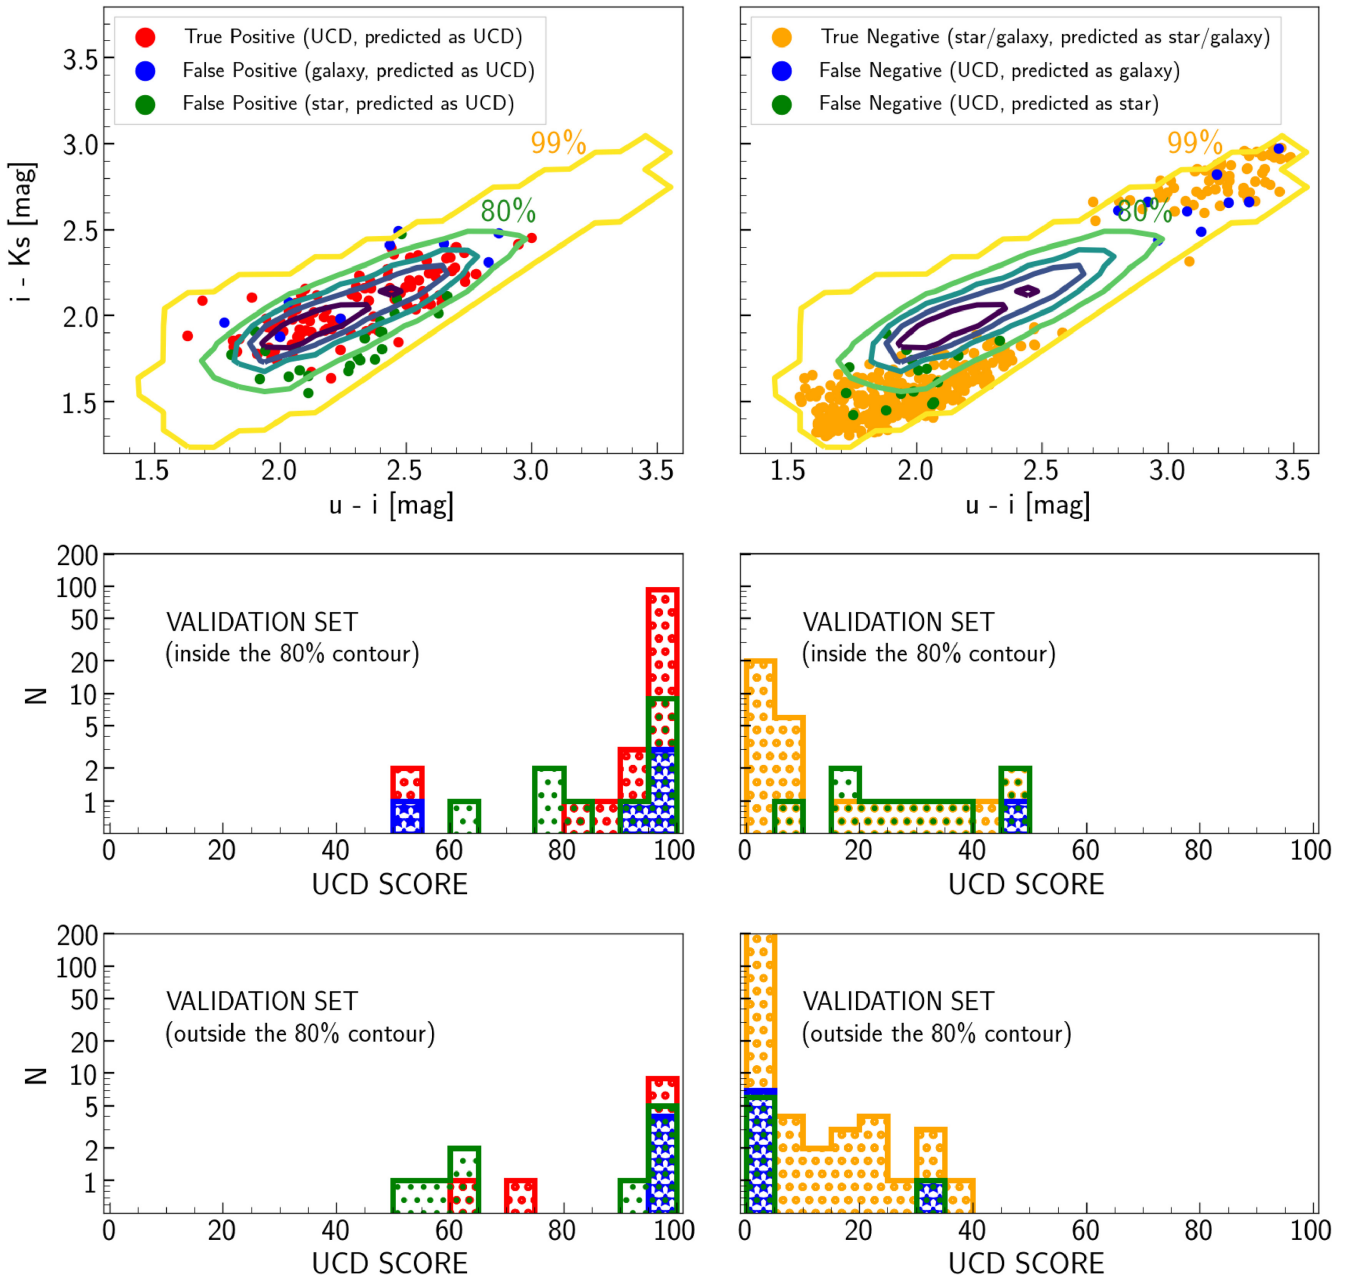 True Positive (UCD, predicted as UCD)
False Positive (galaxy, predicted as UCD)
False Positive (star, predicted as UCD)
99%
80%
3.5
3.0
2.5
2.0
1.5
i - Ks [mag]
1.5 2.0 2.5 3.0 3.5
u - i [mag]
True Negative (star/galaxy, predicted as star/galaxy)
False Negative (UCD, predicted as galaxy)
False Negative (UCD, predicted as star)
99%
80%
1.5 2.0 2.5 3.0 3.5
u - i [mag]
200
100
50
20
10
5
2
1
N
VALIDATION SET
(inside the 80% contour)
0 20 40 60 80 100
UCD SCORE
VALIDATION SET
(inside the 80% contour)
0 20 40 60 80 100
UCD SCORE
200
100
50
20
10
5
2
1
N
VALIDATION SET
(outside the 80% contour)
0 20 40 60 80 100
UCD SCORE
VALIDATION SET
(outside the 80% contour)
0 20 40 60 80 100
UCD SCORE